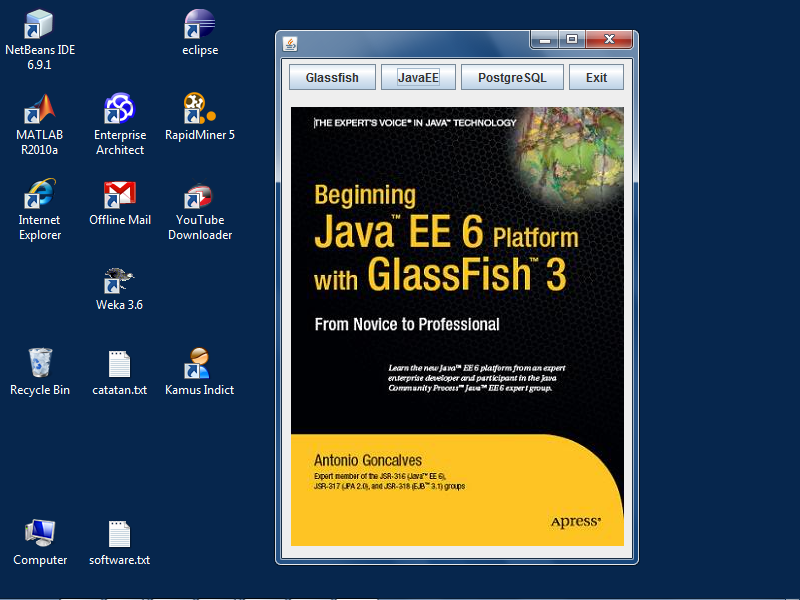 NetBeans IDE
6.9.1
eclipse
MATLAB
R2010a
Enterprise
Architect
RapidMiner 5
Internet
Explorer
Offline Mail
YouTube
Downloader
Weka 3.6
Recycle Bin
catatan.txt
Kamus Indict
Computer
software.txt
Glassfish
JavaEE
PostgreSQL
Exit
THE EXPERT'S VOICE® IN JAVA™ TECHNOLOGY
Beginning
Java™ EE 6 Platform
with GlassFish™ 3
From Novice to Professional
Learn the new Java™ EE 6 platform from an expert
enterprise developer and participant in the Java
Community Process™ Java™ EE 6 expert group.
Antonio Goncalves
Expert member of the JSR-316 (Java™ EE 6),
JSR-317 (JPA 2.0), and JSR-318 (EJB™ 3.1) groups
Apress®